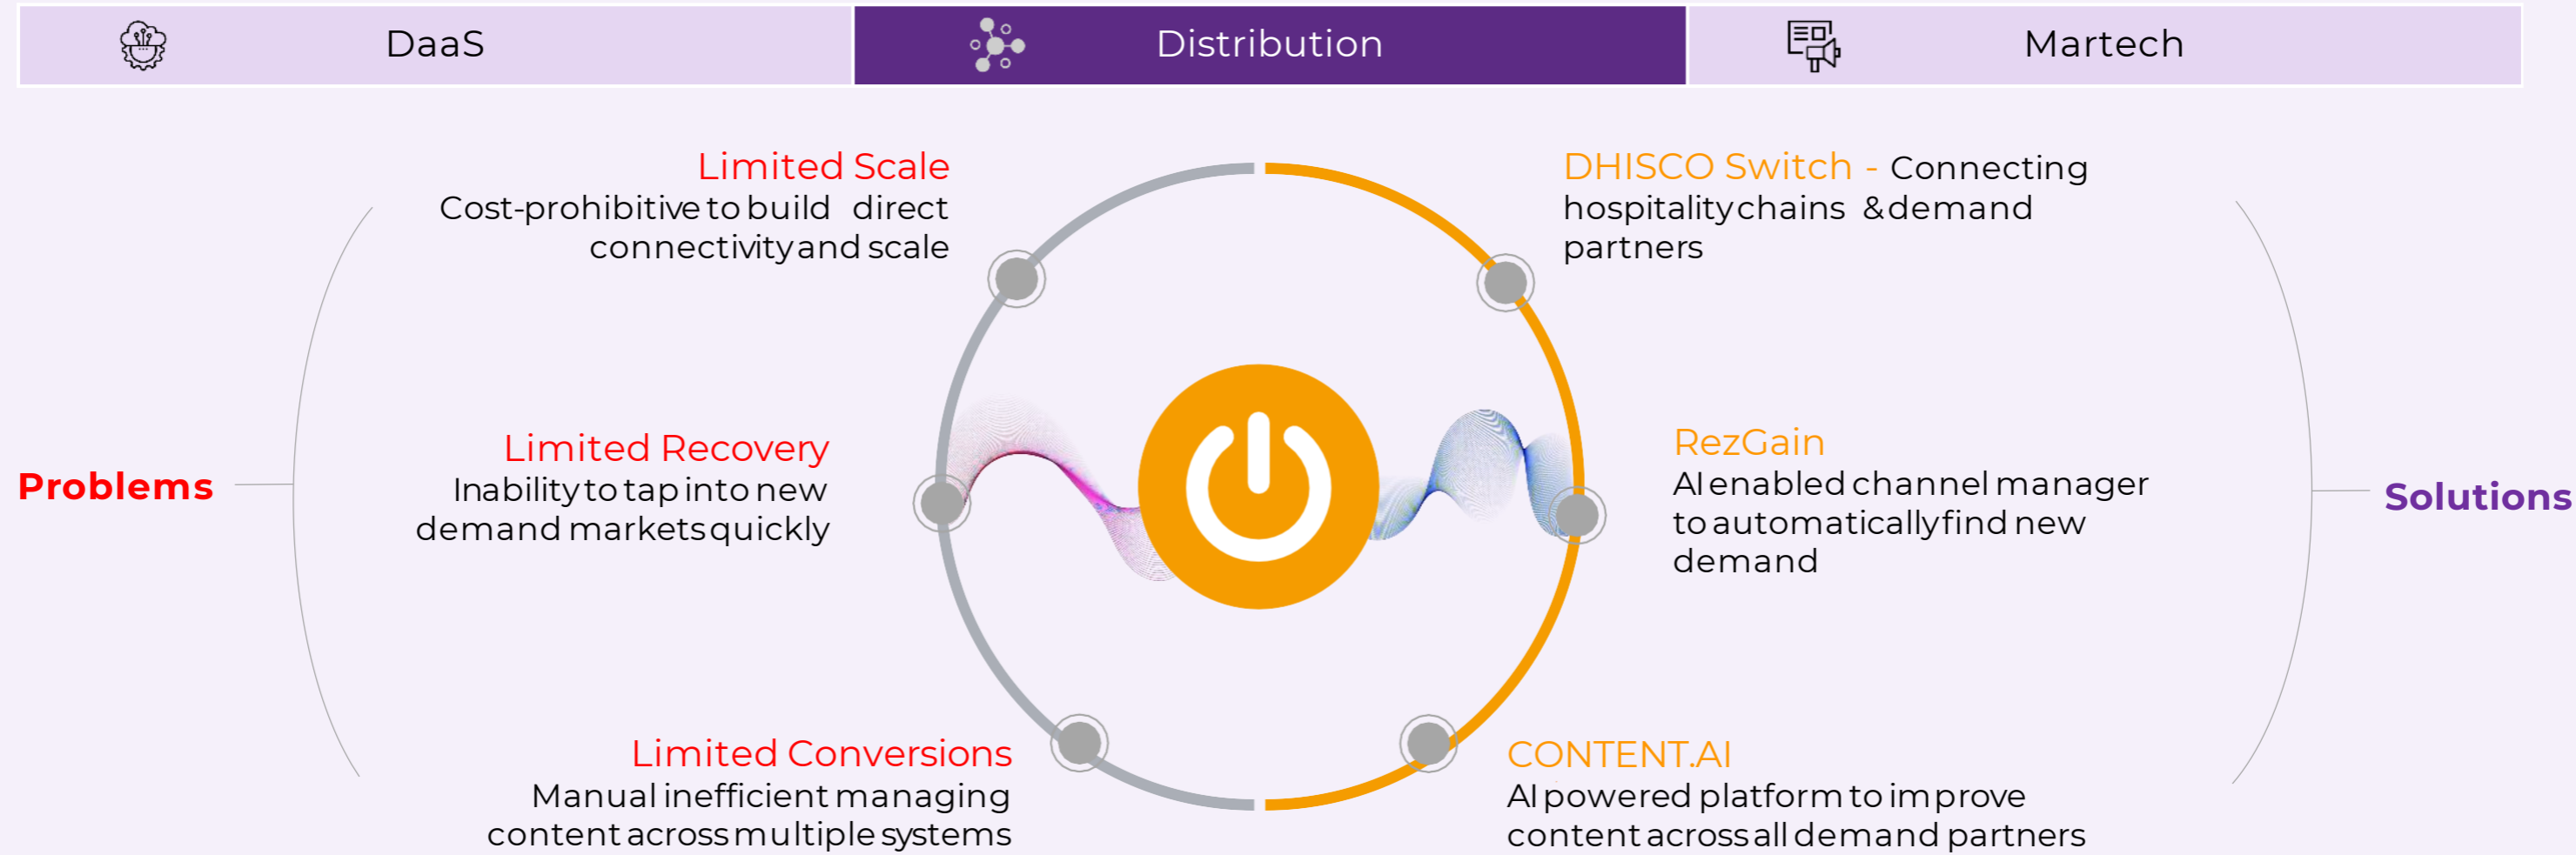 DaaS
Distribution
Martech
Limited Scale
Cost-prohibitive to build direct
connectivity and scale
DHISCO Switch - Connecting
hospitality chains & demand
partners
Problems
Limited Recovery
Inability to tap into new
demand markets quickly
RezGain
AI enabled channel manager
to automatically find new
demand
Solutions
Limited Conversions
Manual inefficient managing
content across multiple systems
CONTENT.AI
AI powered platform to improve
content across all demand partners